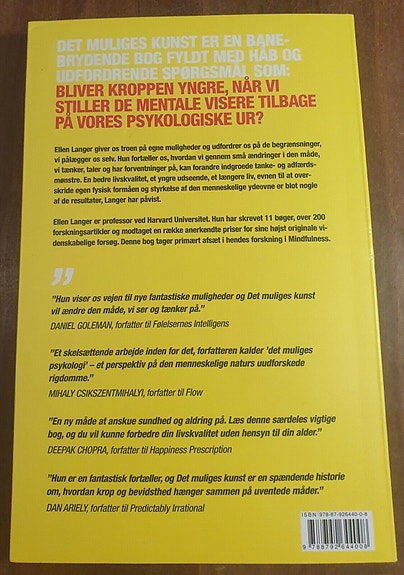 DET MULIGES KUNST ER EN BANE-
BRYDENDE BOG FYLDT MED HÅB OG
UDFORDRENDE SPØRGSMÅL SOM:
BLIVER KROPPEN YNGRE, NÅR VI
STILLER DE MENTALE VISERE TILBAGE
PÅ VORES PSYKOLOGISKE UR?
Ellen Langer giver os troen på egne muligheder og udfordrer os på de begrænsninger,
vi pålægger os selv. Hun fortæller os, hvordan vi gennem små ændringer i den måde,
vi tænker, taler og har forventninger på, kan forandre indgroede tanke- og adfærds-
mønstre. En bedre livskvalitet, et yngre udseende, et længere liv, evnen til at over-
skride egen fysisk formåen og styrkelse af den menneskelige ydeevne er blot nogle
af de resultater, Langer har påvist.
Ellen Langer er professor ved Harvard Universitet. Hun har skrevet 11 bøger, over 200
forskningsartikler og modtaget en række anerkendte priser for sine højst originale vi-
denskabelige forsøg. Denne bog tager primært afsæt i hendes forskning i Mindfulness.
”
”Hun viser os vejen til nye fantastiske muligheder og Det muliges kunst
vil ændre den måde, vi ser og tænker på.”
DANIEL GOLEMAN, forfatter til Følelsernes Intelligens
”Et skelsættende arbejde inden for det, forfatteren kalder ’det muliges
psykologi’ – et perspektiv på den menneskelige naturs uudforskede
rigdomme.”
MIHALY CSIKSZENTMIHALYI, forfatter til Flow
”En ny måde at anskue sundhed og aldring på. Læs denne særdeles vigtige
bog, og du vil kunne forbedre din livskvalitet uden hensyn til din alder.”
DEEPAK CHOPRA, forfatter til Happiness Prescription
”Hun er en fantastisk fortæller, og Det muliges kunst er en spændende historie
om, hvordan krop og bevidsthed hænger sammen på uventede måder.”
DAN ARIELY, forfatter til Predictably Irrational
ISBN: 978-87-926440-0-8
9 788792 644008